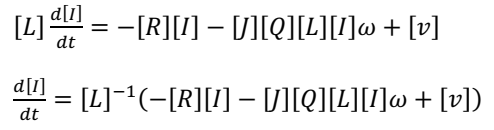 [L] d[I]/dt = −[R][I] − [J][Q][L][I]ω + [v]
d[I]/dt = [L]⁻¹(−[R][I] − [J][Q][L][I]ω + [v])